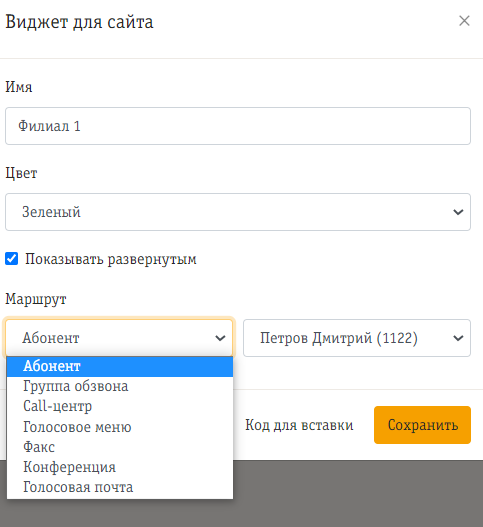 Виджет для сайта
Имя
Филиал 1
Цвет
Зеленый
Показывать развернутым
Маршрут
Абонент
Петров Дмитрий (1122)
Абонент
Группа обзвона
Call-центр
Голосовое меню
Факс
Конференция
Голосовая почта
Код для вставки
Сохранить